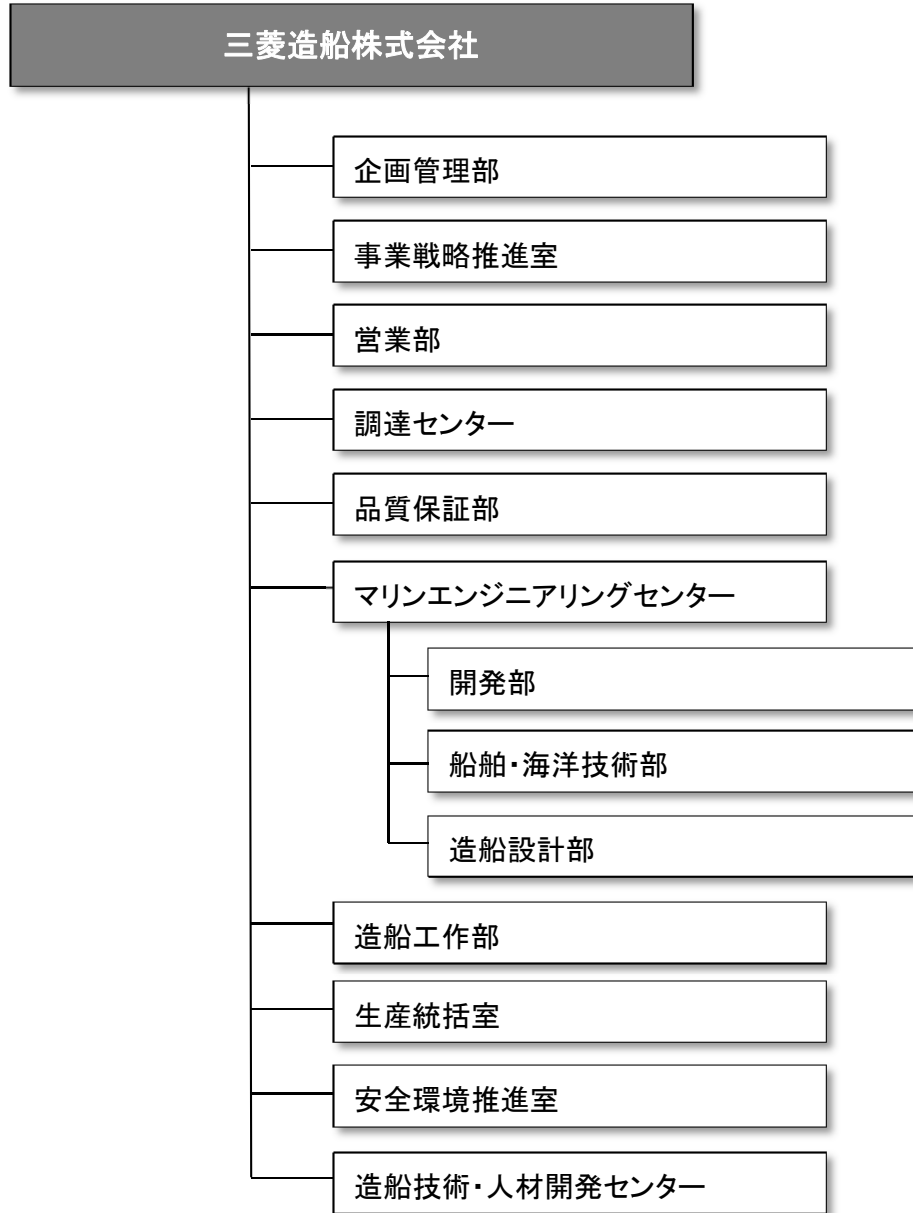 三菱造船株式会社
企画管理部
事業戦略推進室
営業部
調達センター
品質保証部
マリンエンジニアリングセンター
開発部
船舶・海洋技術部
造船設計部
造船工作部
生産統括室
安全環境推進室
造船技術・人材開発センター